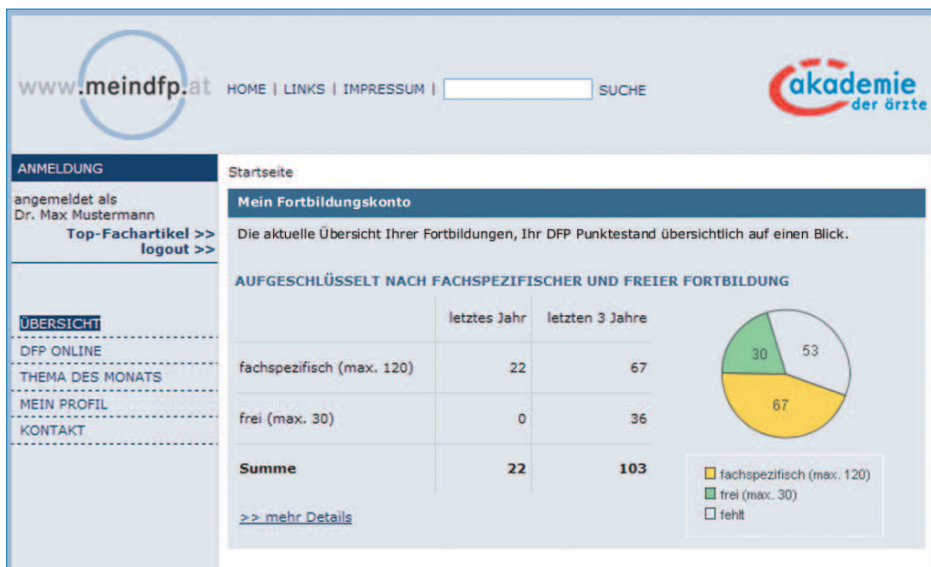 www.meindfp.at
HOME | LINKS | IMPRESSUM | SUCHE
akademie
der ärzte
ANMELDUNG
angemeldet als
Dr. Max Mustermann
Top-Fachartikel >>
logout >>
ÜBERSICHT
DFP ONLINE
THEMA DES MONATS
MEIN PROFIL
KONTAKT
Startseite
Mein Fortbildungskonto
Die aktuelle Übersicht Ihrer Fortbildungen, Ihr DFP Punktestand übersichtlich auf einen Blick.
AUFGESCHLÜSSELT NACH FACHSPEZIFISCHER UND FREIER FORTBILDUNG
letztes Jahr letzten 3 Jahre
fachspezifisch (max. 120) 22 67
frei (max. 30) 0 36
Summe 22 103
>> mehr Details
30 53
67
fachspezifisch (max. 120)
frei (max. 30)
fehlt